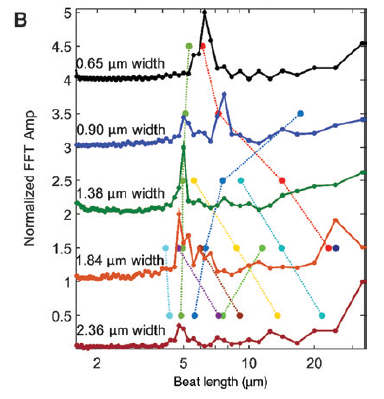 B
5
4.5
4
3.5
3
2.5
2
1.5
1
0.5
Normalized FFT Amp
0.65 μm width
0.90 μm width
1.38 μm width
1.84 μm width
2.36 μm width
2 5 10 20
Beat length (μm)